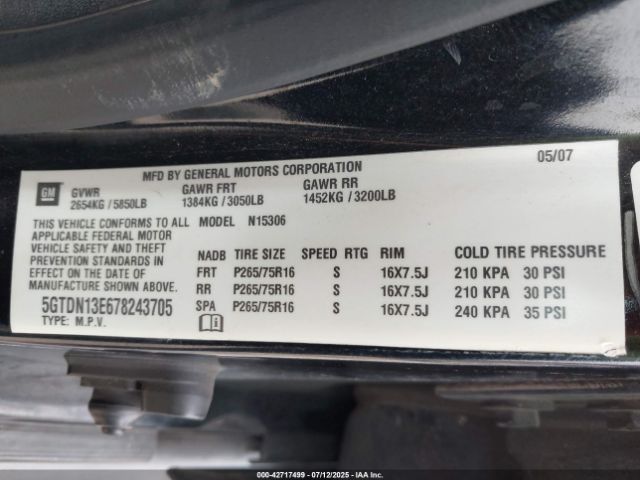 MFD BY GENERAL MOTORS CORPORATION 05/07
GM GVWR GAWR FRT GAWR RR
2654KG / 5850LB 1384KG / 3050LB 1452KG / 3200LB
THIS VEHICLE CONFORMS TO ALL MODEL N15306
APPLICABLE FEDERAL MOTOR
VEHICLE SAFETY AND THEFT
PREVENTION STANDARDS IN
EFFECT ON THE DATE OF
MANUFACTURE SHOWN ABOVE.
5GTDN13E678243705
TYPE: M.P.V.
NADB TIRE SIZE SPEED RTG RIM COLD TIRE PRESSURE
FRT P265/75R16 S 16X7.5J 210 KPA 30 PSI
RR P265/75R16 S 16X7.5J 210 KPA 30 PSI
SPA P265/75R16 S 16X7.5J 240 KPA 35 PSI
000-42717499 - 07/12/2025 - IAA Inc.